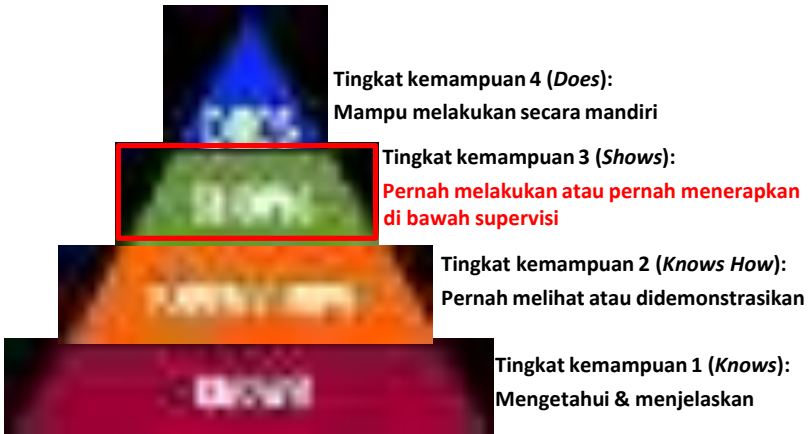 Tingkat kemampuan 4 (Does):
Mampu melakukan secara mandiri
DOES
Tingkat kemampuan 3 (Shows):
Pernah melakukan atau pernah menerapkan
di bawah supervisi
Tingkat kemampuan 2 (Knows How):
Pernah melihat atau didemonstrasikan
Tingkat kemampuan 1 (Knows):
Mengetahui & menjelaskan